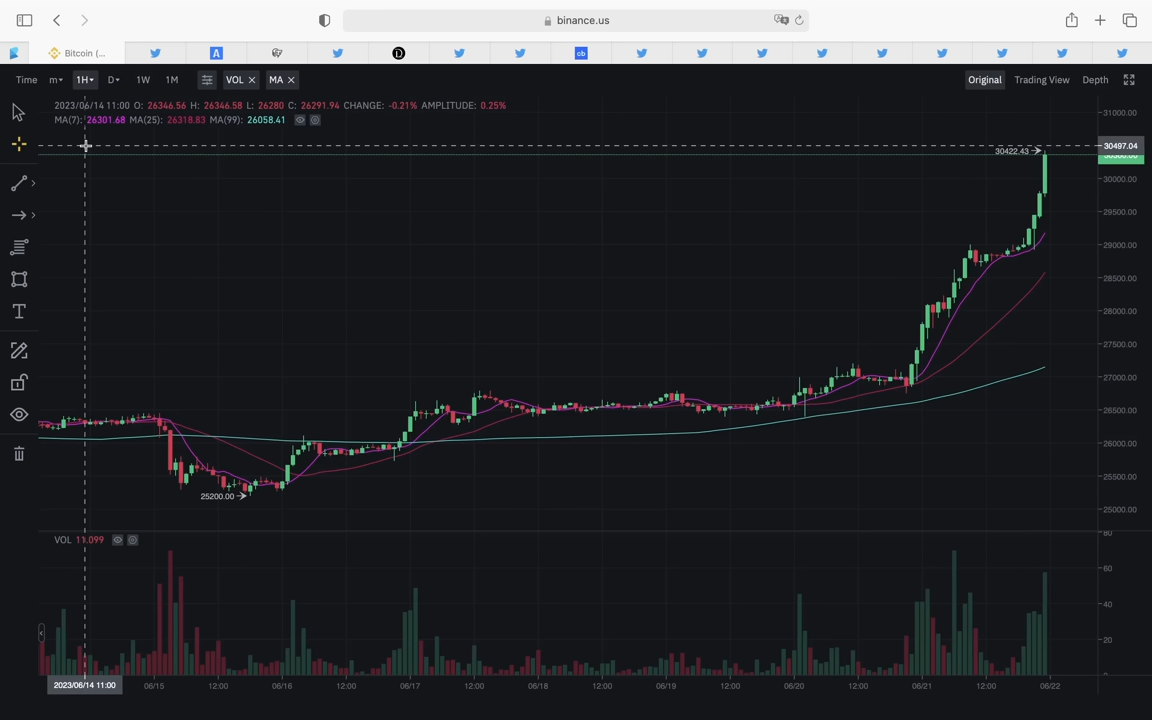 binance.us
Bitcoin (...
A
D
cb
Time m 1H D 1W 1M VOL MA Original Trading View Depth
2023/06/14 11:00 O: 26346.56 H: 26346.58 L: 26280 C: 26291.94 CHANGE: -0.21% AMPLITUDE: 0.25%
MA(7): 26301.68 MA(25): 26318.83 MA(99): 26058.41
31000.00
30497.04
30422.43
30000.00
29500.00
29000.00
28500.00
28000.00
27500.00
27000.00
26500.00
26000.00
25500.00
25200.00
25000.00
VOL 11.099
80
60
40
20
2023/06/14 11:00 06/15 12:00 06/16 12:00 06/17 12:00 06/18 12:00 06/19 12:00 06/20 12:00 06/21 12:00 06/22